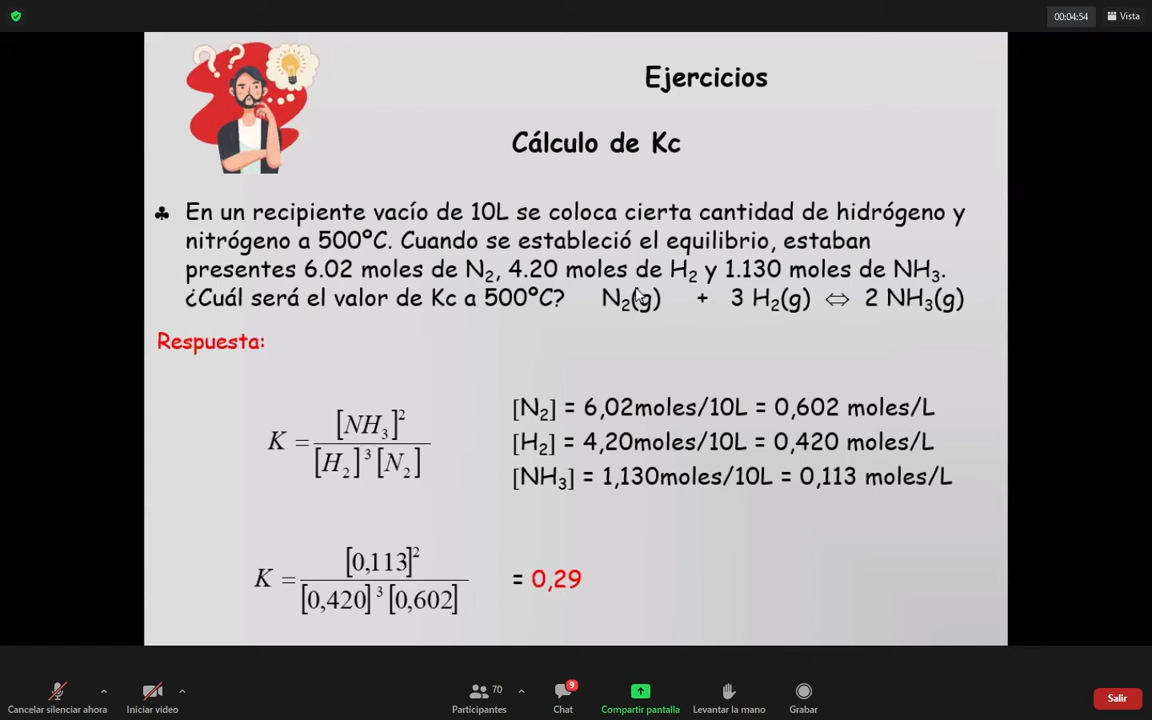 00:04:54 Vista
Ejercicios
Cálculo de Kc
♣ En un recipiente vacío de 10L se coloca cierta cantidad de hidrógeno y
nitrógeno a 500ºC. Cuando se estableció el equilibrio, estaban
presentes 6.02 moles de N₂, 4.20 moles de H₂ y 1.130 moles de NH₃.
¿Cuál será el valor de Kc a 500ºC? N₂(g) + 3 H₂(g) ⇔ 2 NH₃(g)
Respuesta:
K = [NH₃]² / [H₂]³ [N₂]
[N₂] = 6,02moles/10L = 0,602 moles/L
[H₂] = 4,20moles/10L = 0,420 moles/L
[NH₃] = 1,130moles/10L = 0,113 moles/L
K = [0,113]² / [0,420]³ [0,602] = 0,29
Cancelar silenciar ahora Iniciar video 70 Participantes 9 Chat Compartir pantalla Levantar la mano Grabar Salir